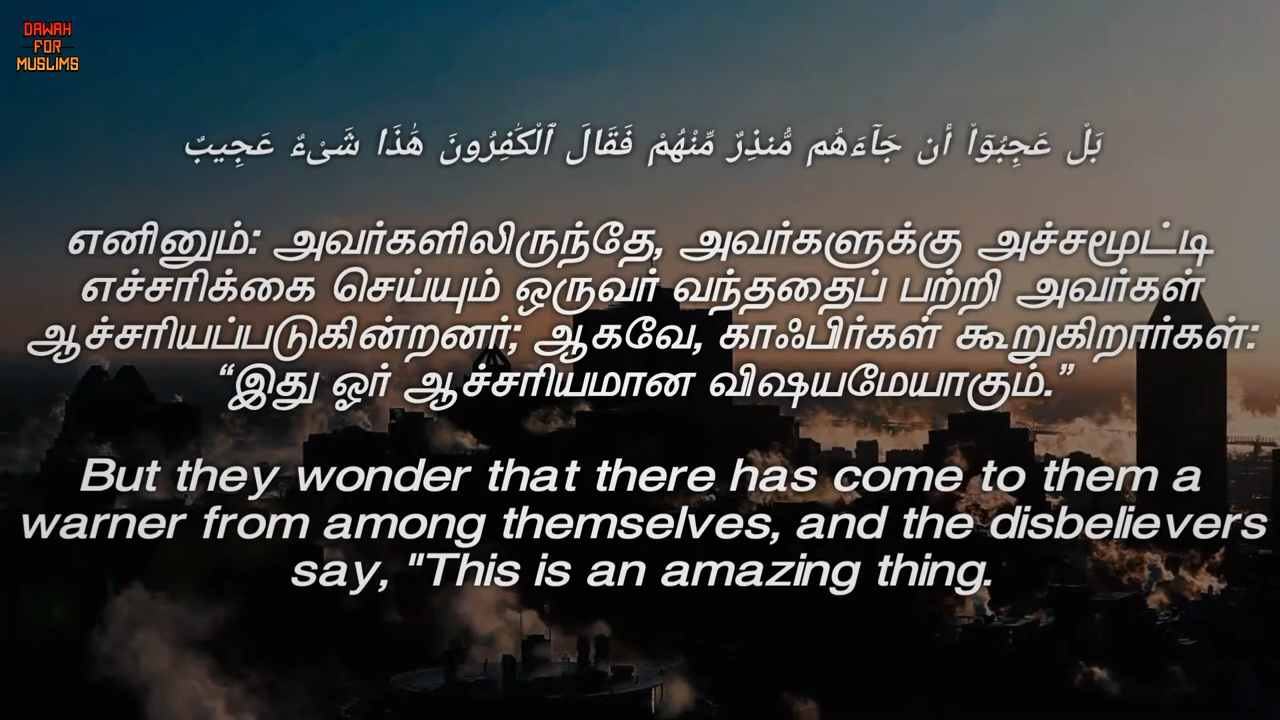 DAWAH
FOR
MUSLIMS
بَلْ عَجِبُوٓا۟ أَن جَآءَهُم مُّنذِرٌ مِّنْهُمْ فَقَالَ ٱلْكَٰفِرُونَ هَٰذَا شَىْءٌ عَجِيبٌ
எனினும்: அவர்களிலிருந்தே, அவர்களுக்கு அச்சமூட்டி
எச்சரிக்கை செய்யும் ஒருவர் வந்ததைப் பற்றி அவர்கள்
ஆச்சரியப்படுகின்றனர்; ஆகவே, காஃபிர்கள் கூறுகிறார்கள்:
“இது ஓர் ஆச்சரியமான விஷயமேயாகும்.”
But they wonder that there has come to them a
warner from among themselves, and the disbelievers
say, "This is an amazing thing.